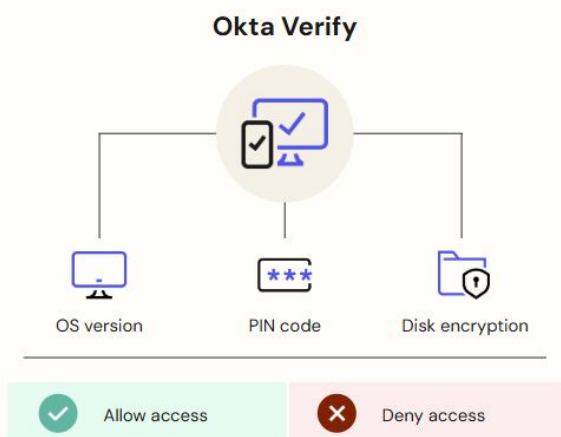 Okta Verify
***
OS version
PIN code
Disk encryption
Allow access
Deny access